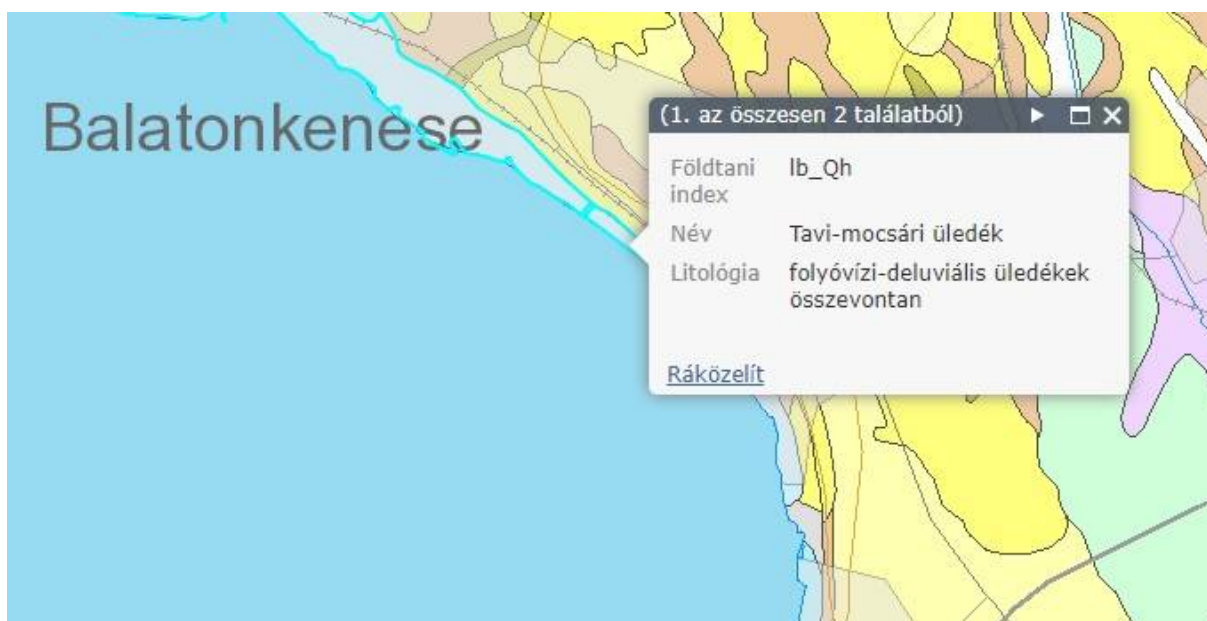 Balatonkenese
(1. az összesen 2 találatból)
Földtani index
lb_Qh
Név
Tavi-mocsári üledék
Litológia
folyóvízi-deluviális üledékek
összevontan
Ráközelít